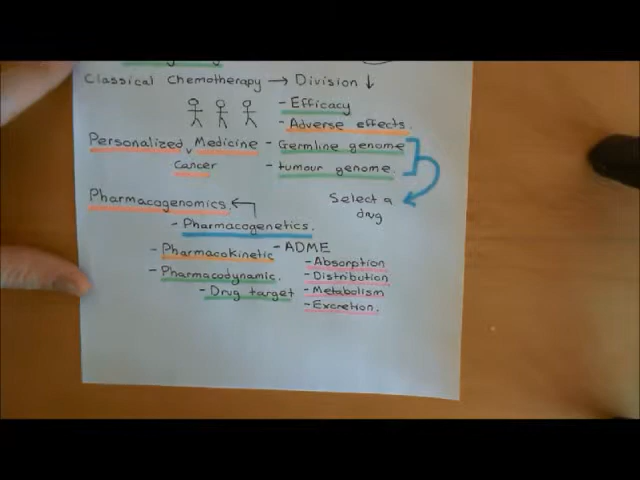 Classical Chemotherapy → Division ↓
- Efficacy
- Adverse effects.
Personalized Medicine - Germline genome
cancer - tumour genome.
Pharmacogenomics Select a
drug
- Pharmacogenetics.
- Pharmacokinetic - ADME
- Absorption
- Pharmacodynamic. - Distribution
- Drug target - Metabolism
- Excretion.